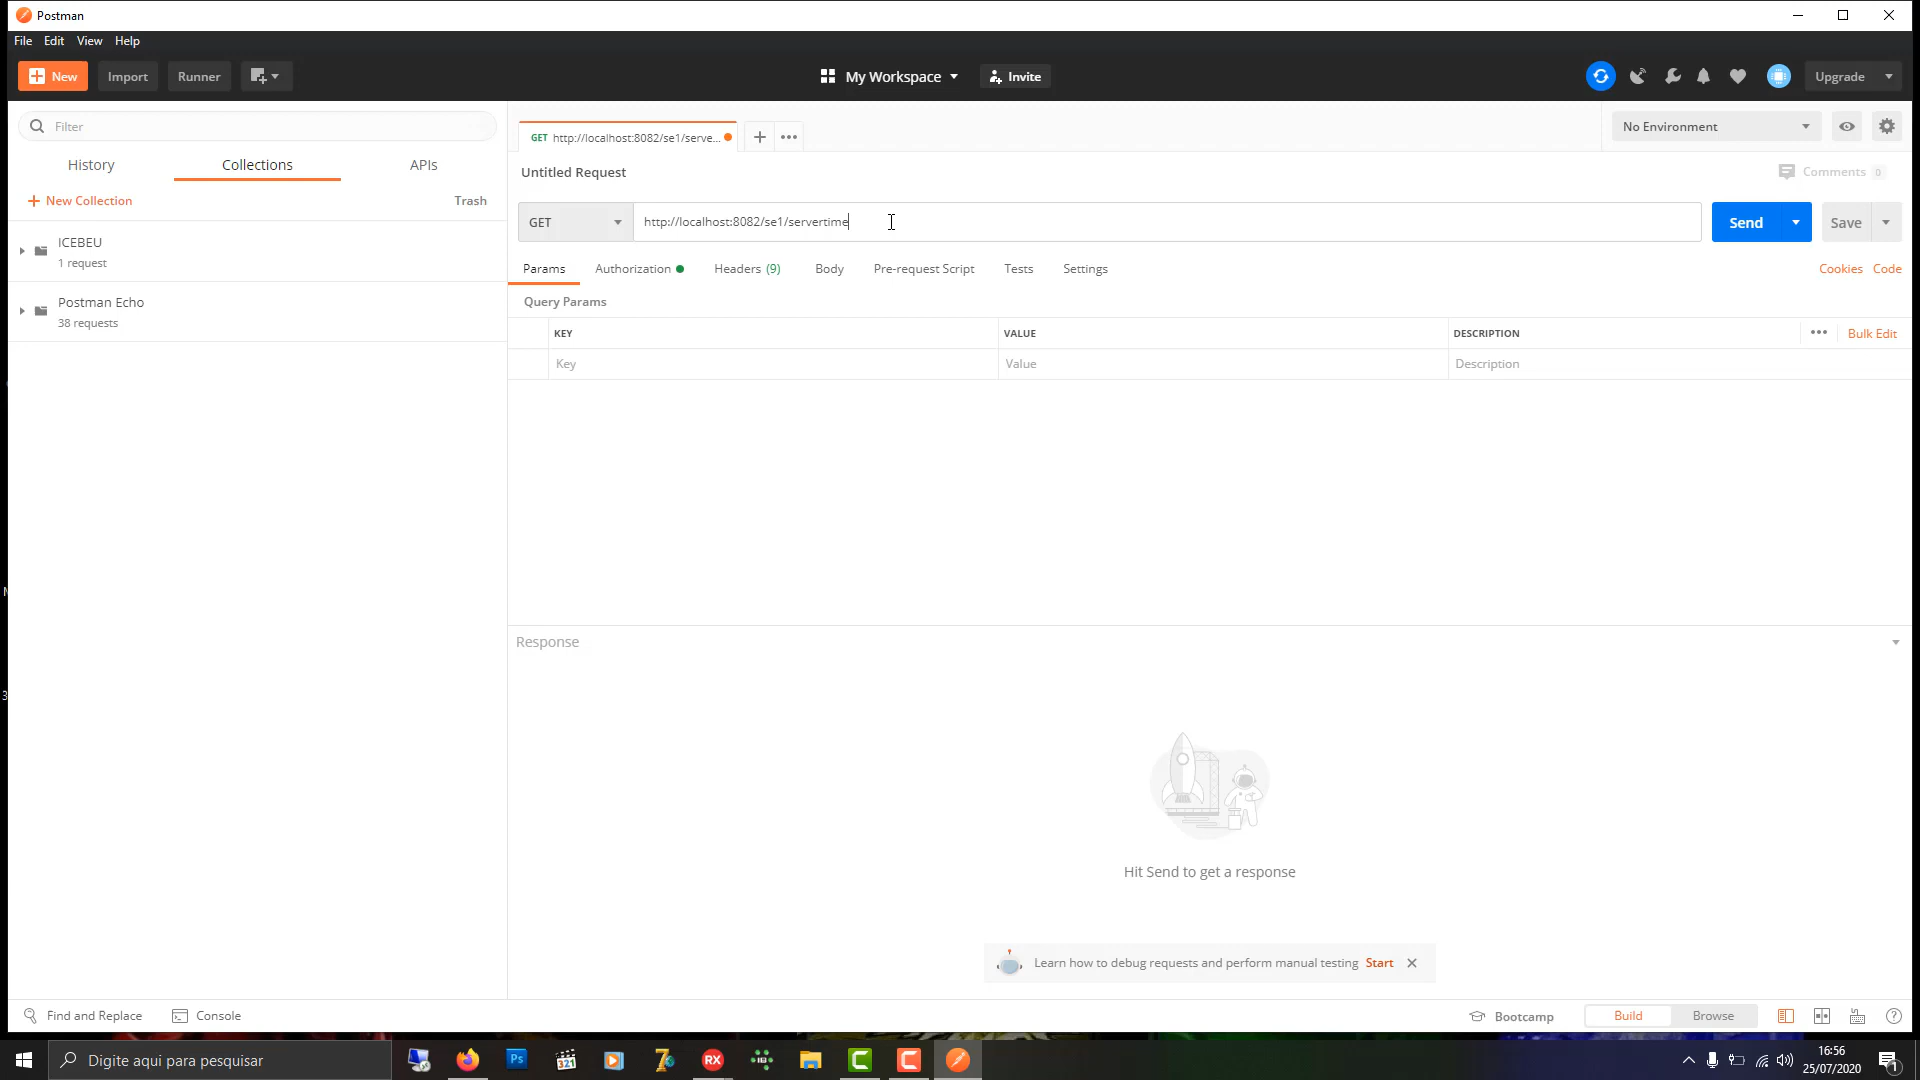 Postman
File Edit View Help
New Import Runner My Workspace Invite Upgrade
Filter
History Collections APIs
+ New Collection Trash
ICEBEU
1 request
Postman Echo
38 requests
GET http://localhost:8082/se1/serve... + ••• No Environment
Untitled Request Comments 0
GET http://localhost:8082/se1/servertime Send Save
Params Authorization Headers (9) Body Pre-request Script Tests Settings Cookies Code
Query Params
KEY VALUE DESCRIPTION ••• Bulk Edit
Key Value Description
Response
Hit Send to get a response
Learn how to debug requests and perform manual testing Start
Find and Replace Console Bootcamp Build Browse
Digite aqui para pesquisar
Ps
321
RX
16:56
25/07/2020
1